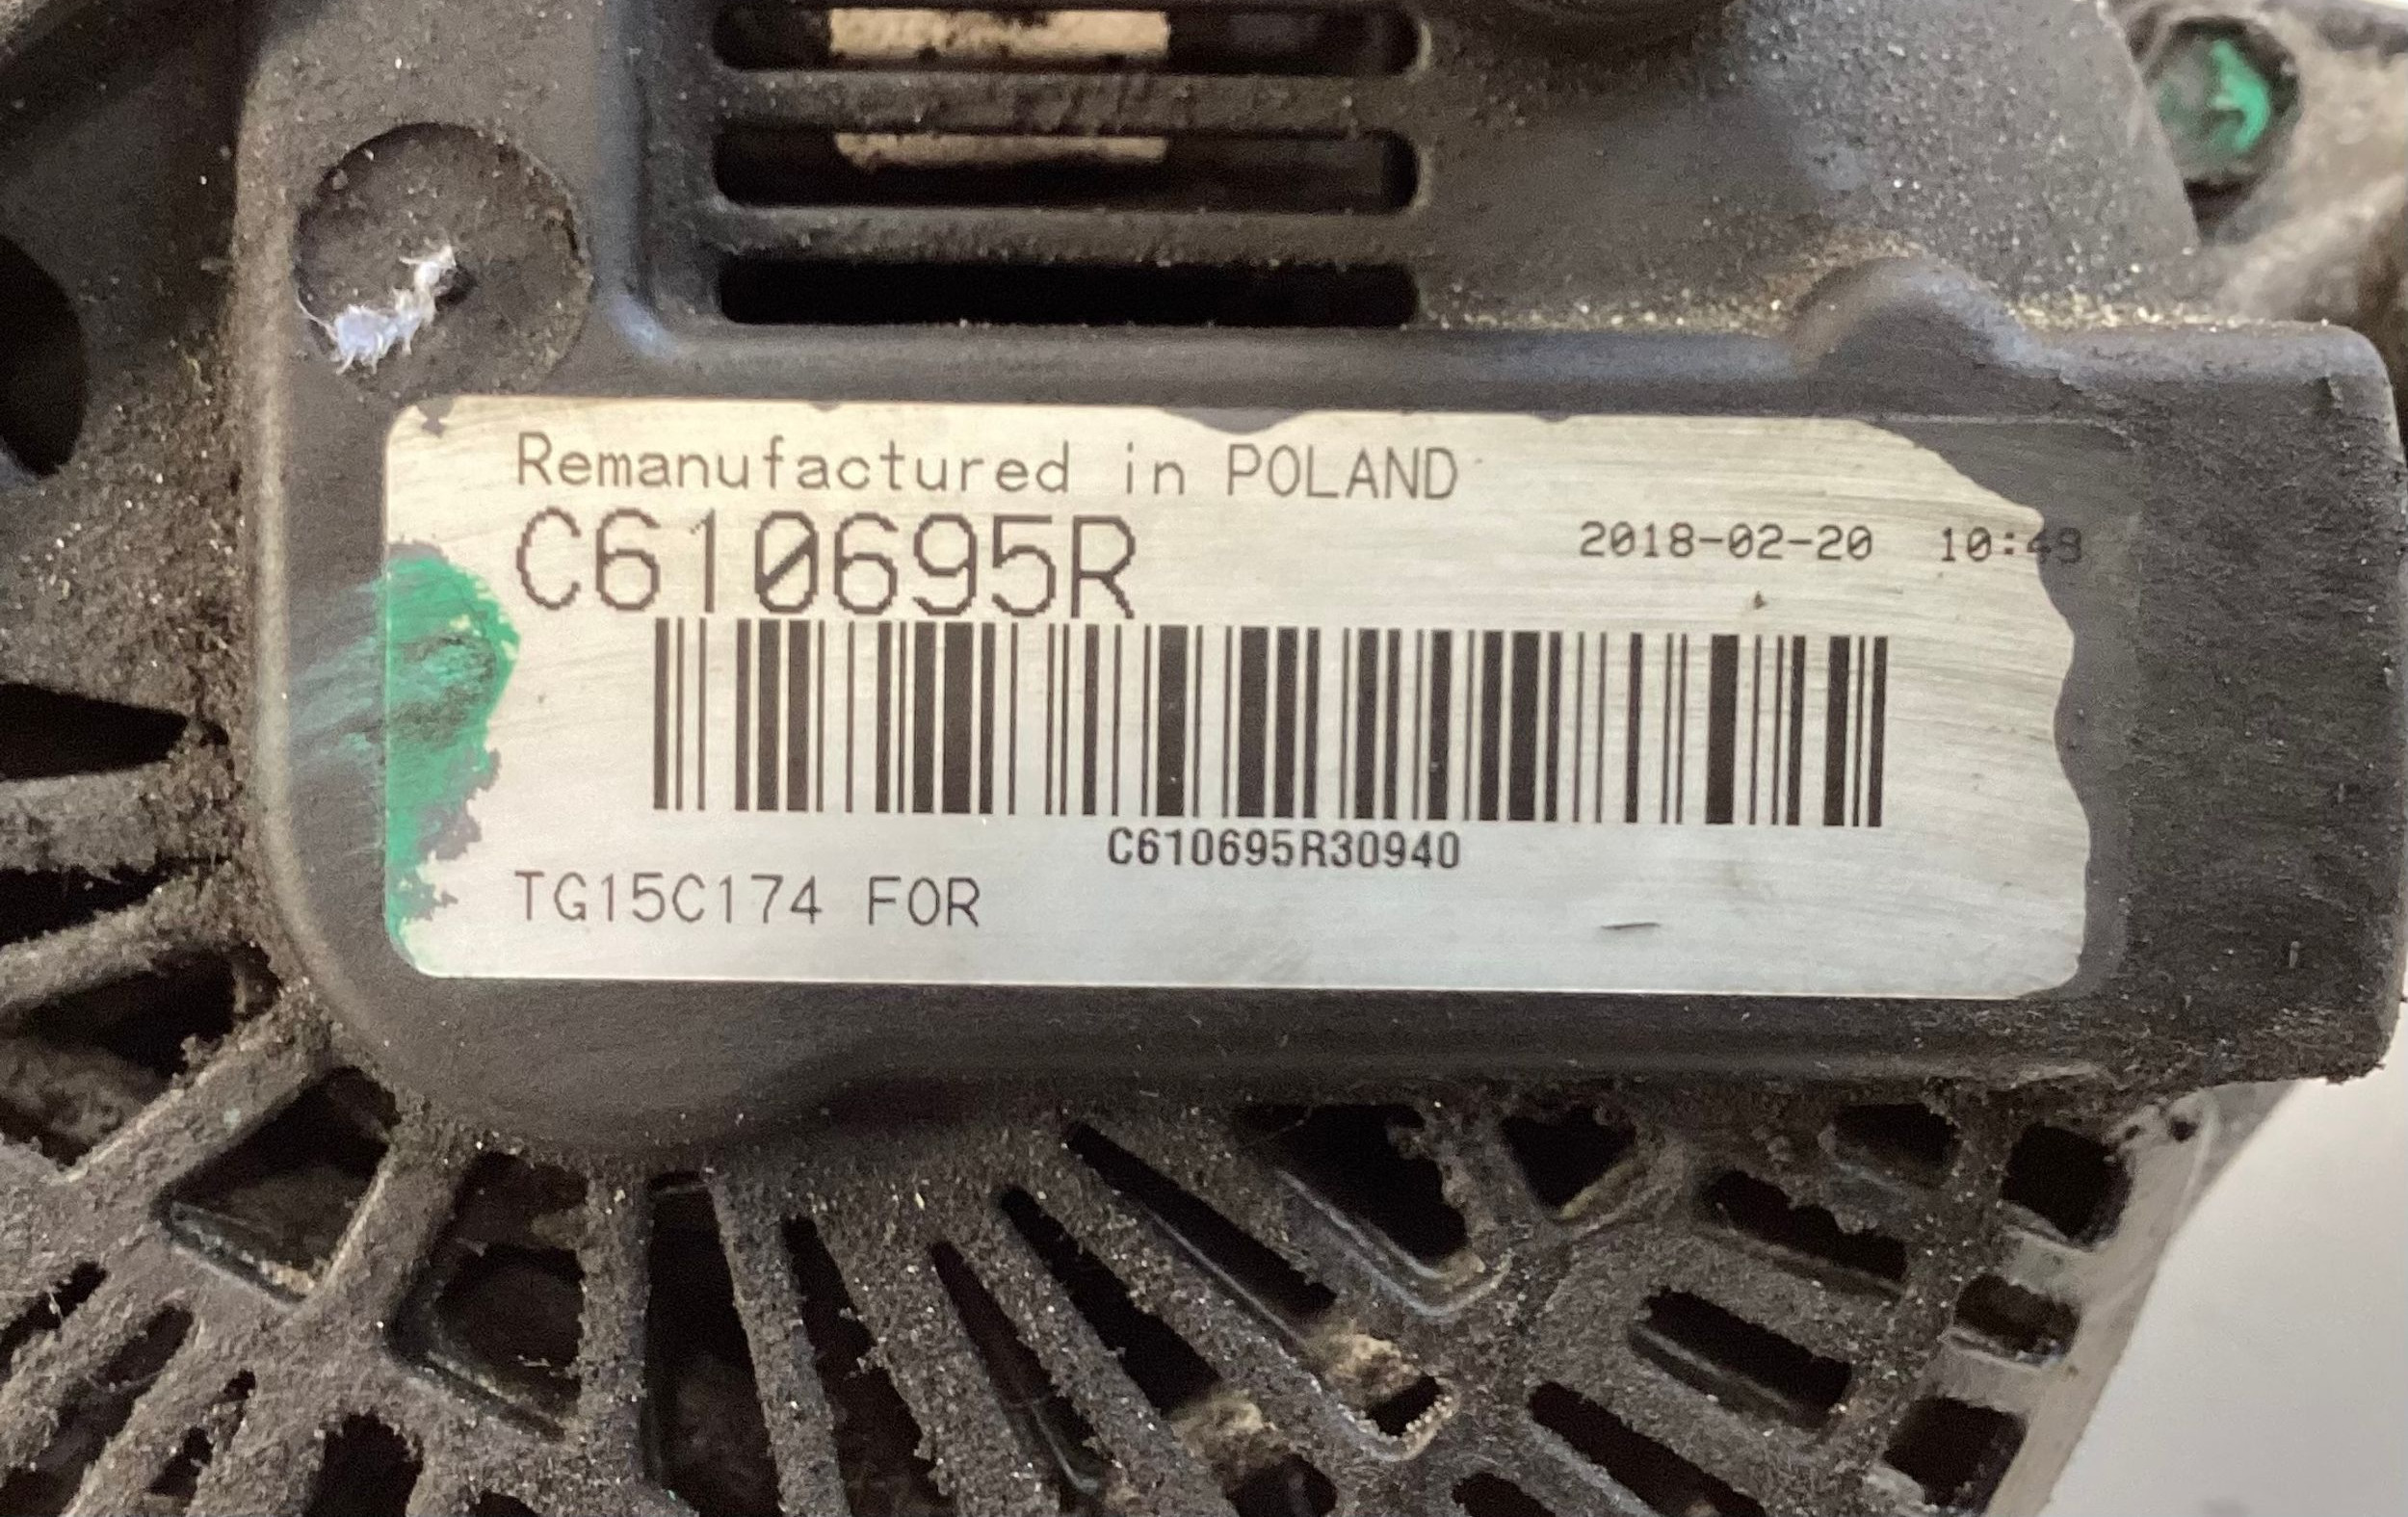 Remanufactured in POLAND
C610695R
2018-02-20 10:49
C610695R30940
TG15C174 FOR